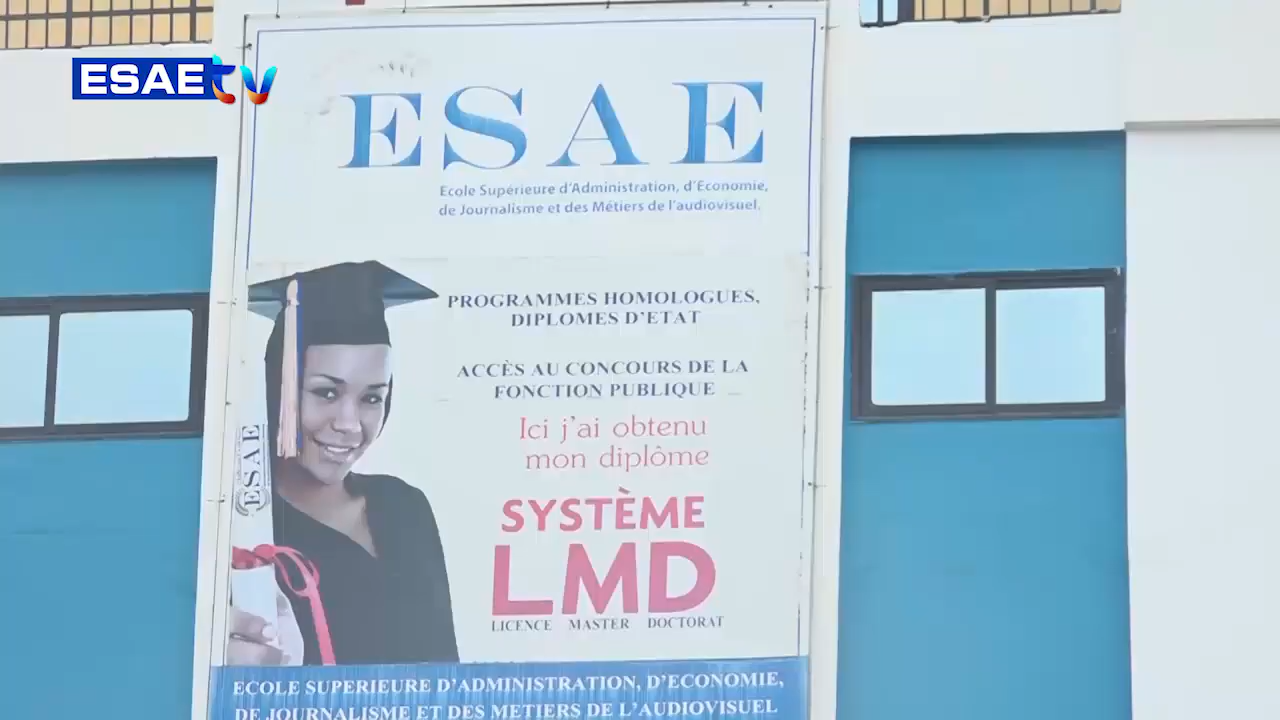 ESAEtv
ESAE
Ecole Supérieure d'Administration, d'Economie,
de Journalisme et des Métiers de l'audiovisuel.
PROGRAMMES HOMOLOGUES,
DIPLOMES D'ETAT
ACCÈS AU CONCOURS DE LA
FONCTION PUBLIQUE
Ici j'ai obtenu
mon diplôme
ESAE
SYSTÈME
LMD
LICENCE MASTER DOCTORAT
ECOLE SUPERIEURE D'ADMINISTRATION, D'ECONOMIE,
DE JOURNALISME ET DES METIERS DE L'AUDIOVISUEL